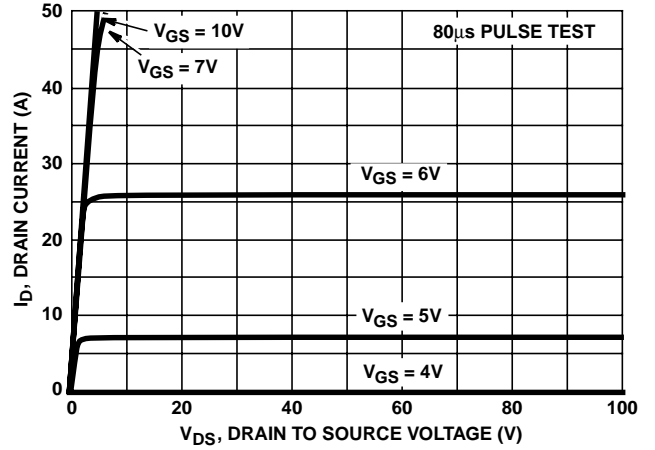 50
40
30
20
10
0
I_D, DRAIN CURRENT (A)
V_GS = 10V
V_GS = 7V
80μs PULSE TEST
V_GS = 6V
V_GS = 5V
V_GS = 4V
0 20 40 60 80 100
V_DS, DRAIN TO SOURCE VOLTAGE (V)